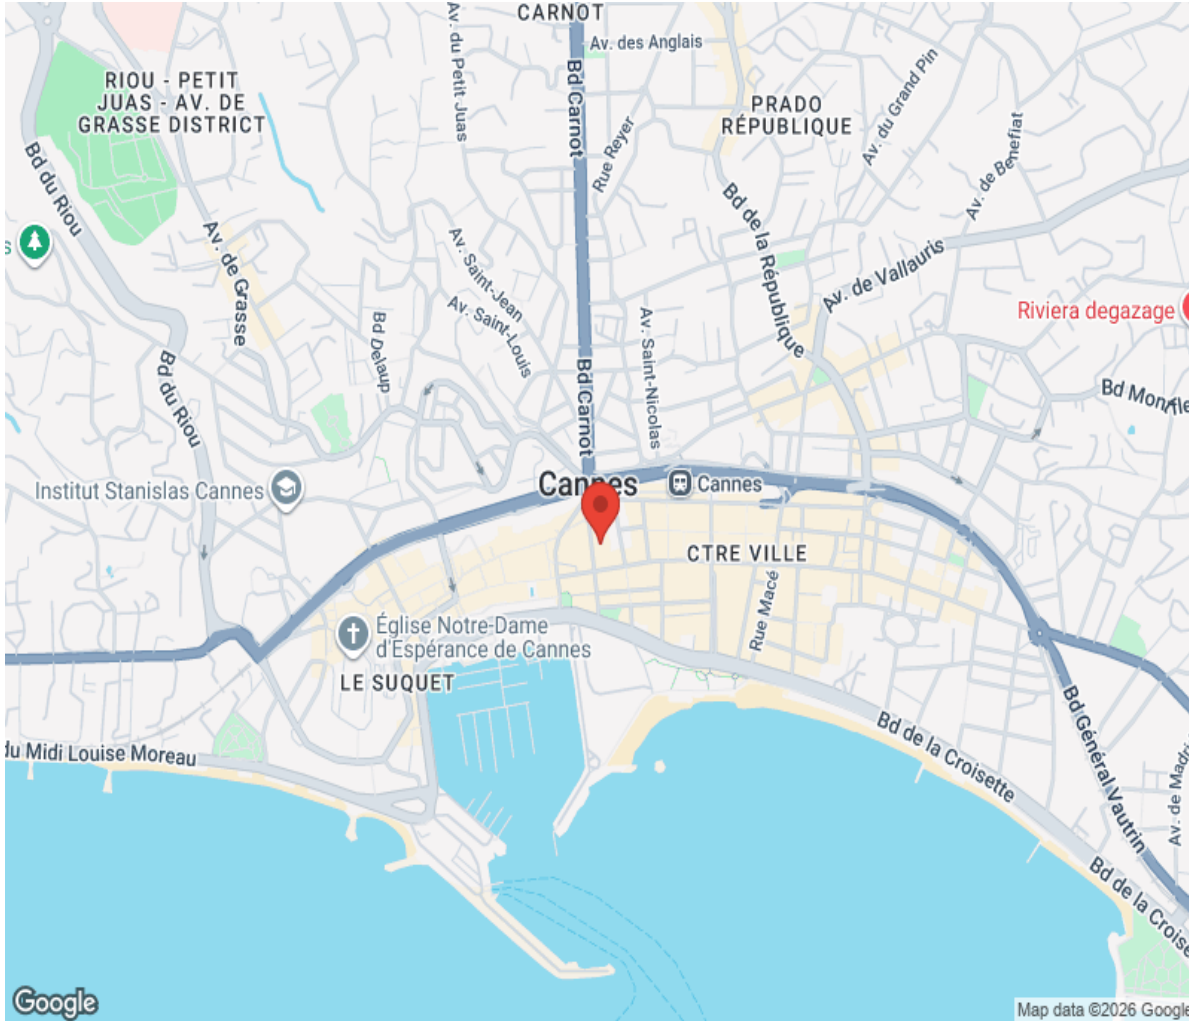 CARNOT
Av. des Anglais
Av. du Petit Juas
Bd Carnot
RIOU - PETIT
JUAS - AV. DE
GRASSE DISTRICT
PRADO
RÉPUBLIQUE
Av. du Grand Pin
Rue Reyer
Av. de Benefiat
Bd du Riou
Av. de Grasse
Bd de la République
Av. Saint-Jean
Av. de Vallauris
s
Av. Saint-Louis
Bd Delaup
Av. Saint-Nicolas
Riviera degazage
Bd du Riou
Bd Carnot
Bd Monfle
Institut Stanislas Cannes
Cannes
Cannes
CTRE VILLE
Rue Macé
Église Notre-Dame
d'Espérance de Cannes
LE SUQUET
du Midi Louise Moreau
Bd de la Croisette
Bd Général Vautrin
Av. de Madri
Bd de la Croise
Google
Map data ©2026 Google